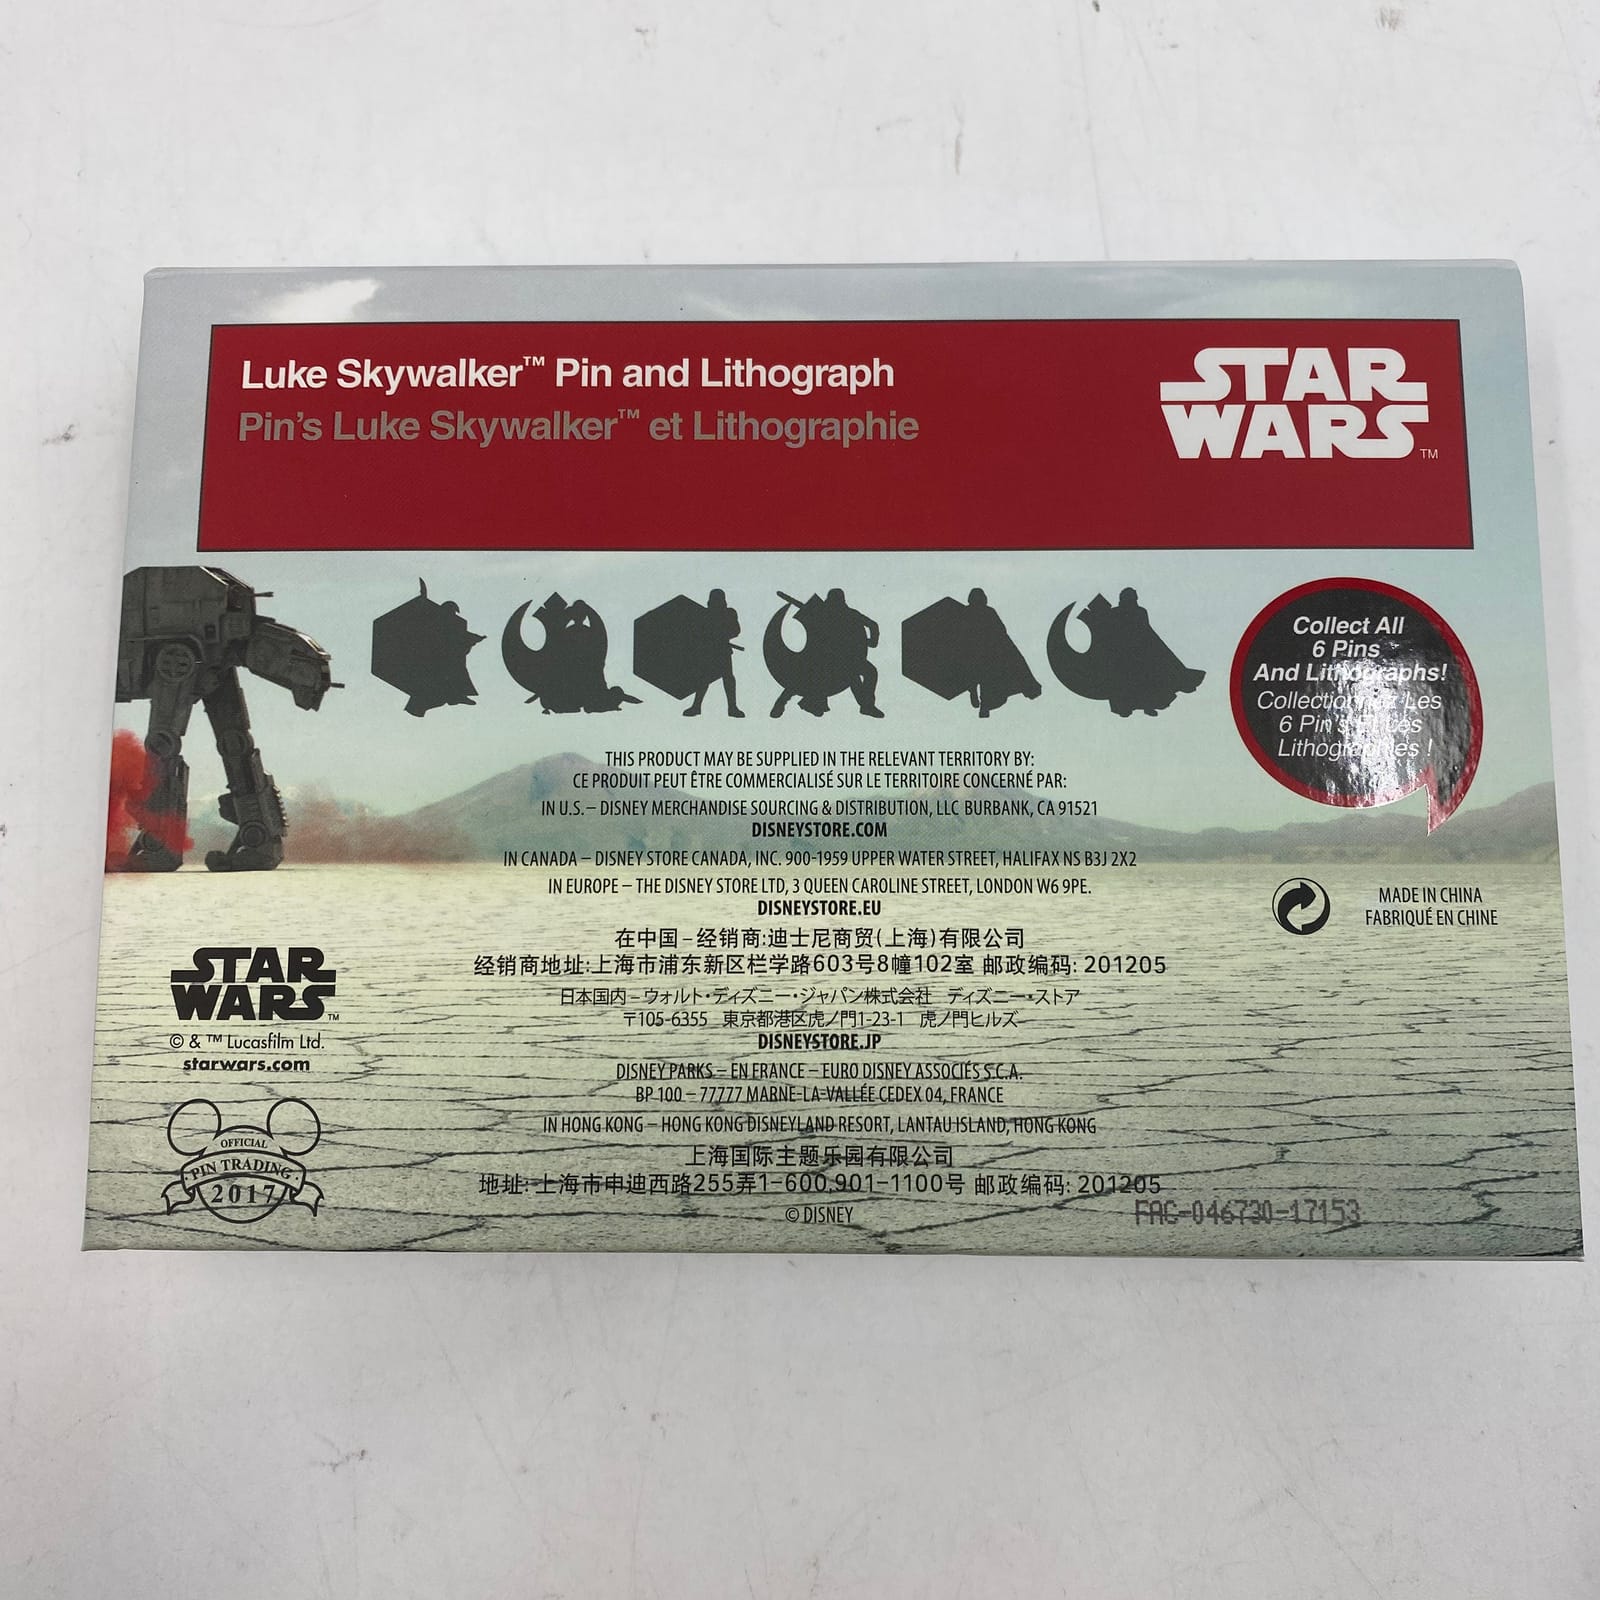 Luke Skywalker™ Pin and Lithograph
Pin's Luke Skywalker™ et Lithographie
STAR
WARS™
Collect All
6 Pins
And Lithographs!
Collectionnez Les
6 Pin's Et Les
Lithographies !
THIS PRODUCT MAY BE SUPPLIED IN THE RELEVANT TERRITORY BY:
CE PRODUIT PEUT ÊTRE COMMERCIALISÉ SUR LE TERRITOIRE CONCERNÉ PAR:
IN U.S. – DISNEY MERCHANDISE SOURCING & DISTRIBUTION, LLC BURBANK, CA 91521
DISNEYSTORE.COM
IN CANADA – DISNEY STORE CANADA, INC. 900-1959 UPPER WATER STREET, HALIFAX NS B3J 2X2
IN EUROPE – THE DISNEY STORE LTD, 3 QUEEN CAROLINE STREET, LONDON W6 9PE.
DISNEYSTORE.EU
在中国–经销商:迪士尼商贸(上海)有限公司
经销商地址:上海市浦东新区栏学路603号8幢102室 邮政编码: 201205
日本国内–ウォルト•ディズニー•ジャパン株式会社 ディズニー•ストア
〒105-6355 東京都港区虎ノ門1-23-1 虎ノ門ヒルズ
DISNEYSTORE.JP
DISNEY PARKS – EN FRANCE – EURO DISNEY ASSOCIÉS S.C.A.
BP 100 – 77777 MARNE-LA-VALLÉE CEDEX 04, FRANCE
IN HONG KONG – HONG KONG DISNEYLAND RESORT, LANTAU ISLAND, HONG KONG
上海国际主题乐园有限公司
地址: 上海市申迪西路255弄1-600,901-1100号 邮政编码: 201205
© DISNEY
MADE IN CHINA
FABRIQUÉ EN CHINE
STAR
WARS™
© & ™ Lucasfilm Ltd.
starwars.com
OFFICIAL
PIN TRADING
2017
FAC-046730-17153